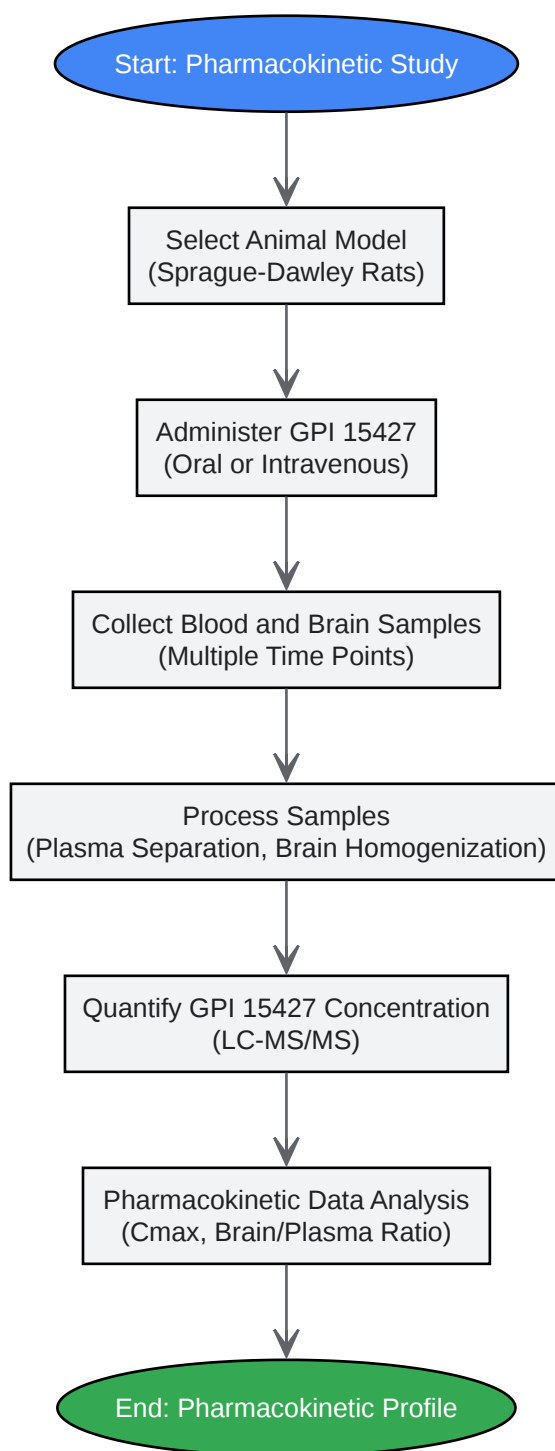 Start: Pharmacokinetic Study
Select Animal Model
(Sprague-Dawley Rats)
Administer GPI 15427
(Oral or Intravenous)
Collect Blood and Brain Samples
(Multiple Time Points)
Process Samples
(Plasma Separation, Brain Homogenization)
Quantify GPI 15427 Concentration
(LC-MS/MS)
Pharmacokinetic Data Analysis
(Cmax, Brain/Plasma Ratio)
End: Pharmacokinetic Profile